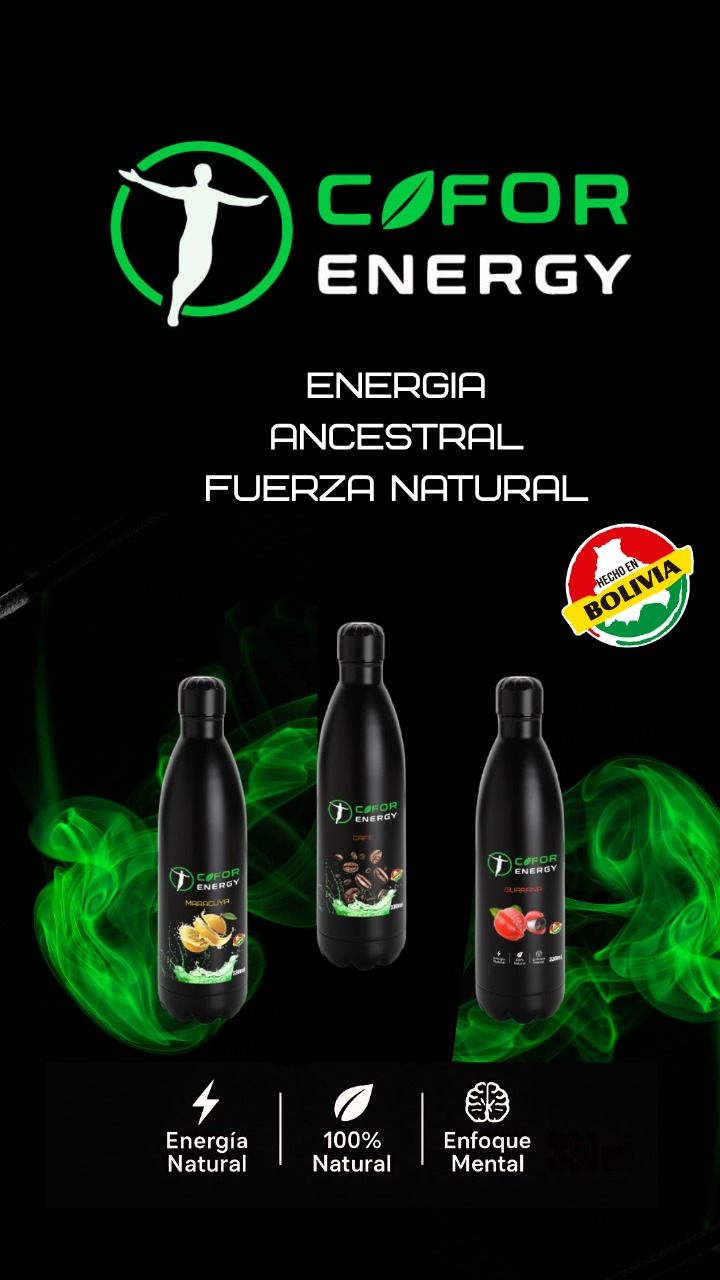 COFOR
ENERGY
ENERGIA
ANCESTRAL
FUERZA NATURAL
HECHO EN
BOLIVIA
COFOR
ENERGY
CAFE
COFOR
ENERGY
MARACUYA
COFOR
ENERGY
GUARANA
Energía
Natural
100%
Natural
Enfoque
Mental